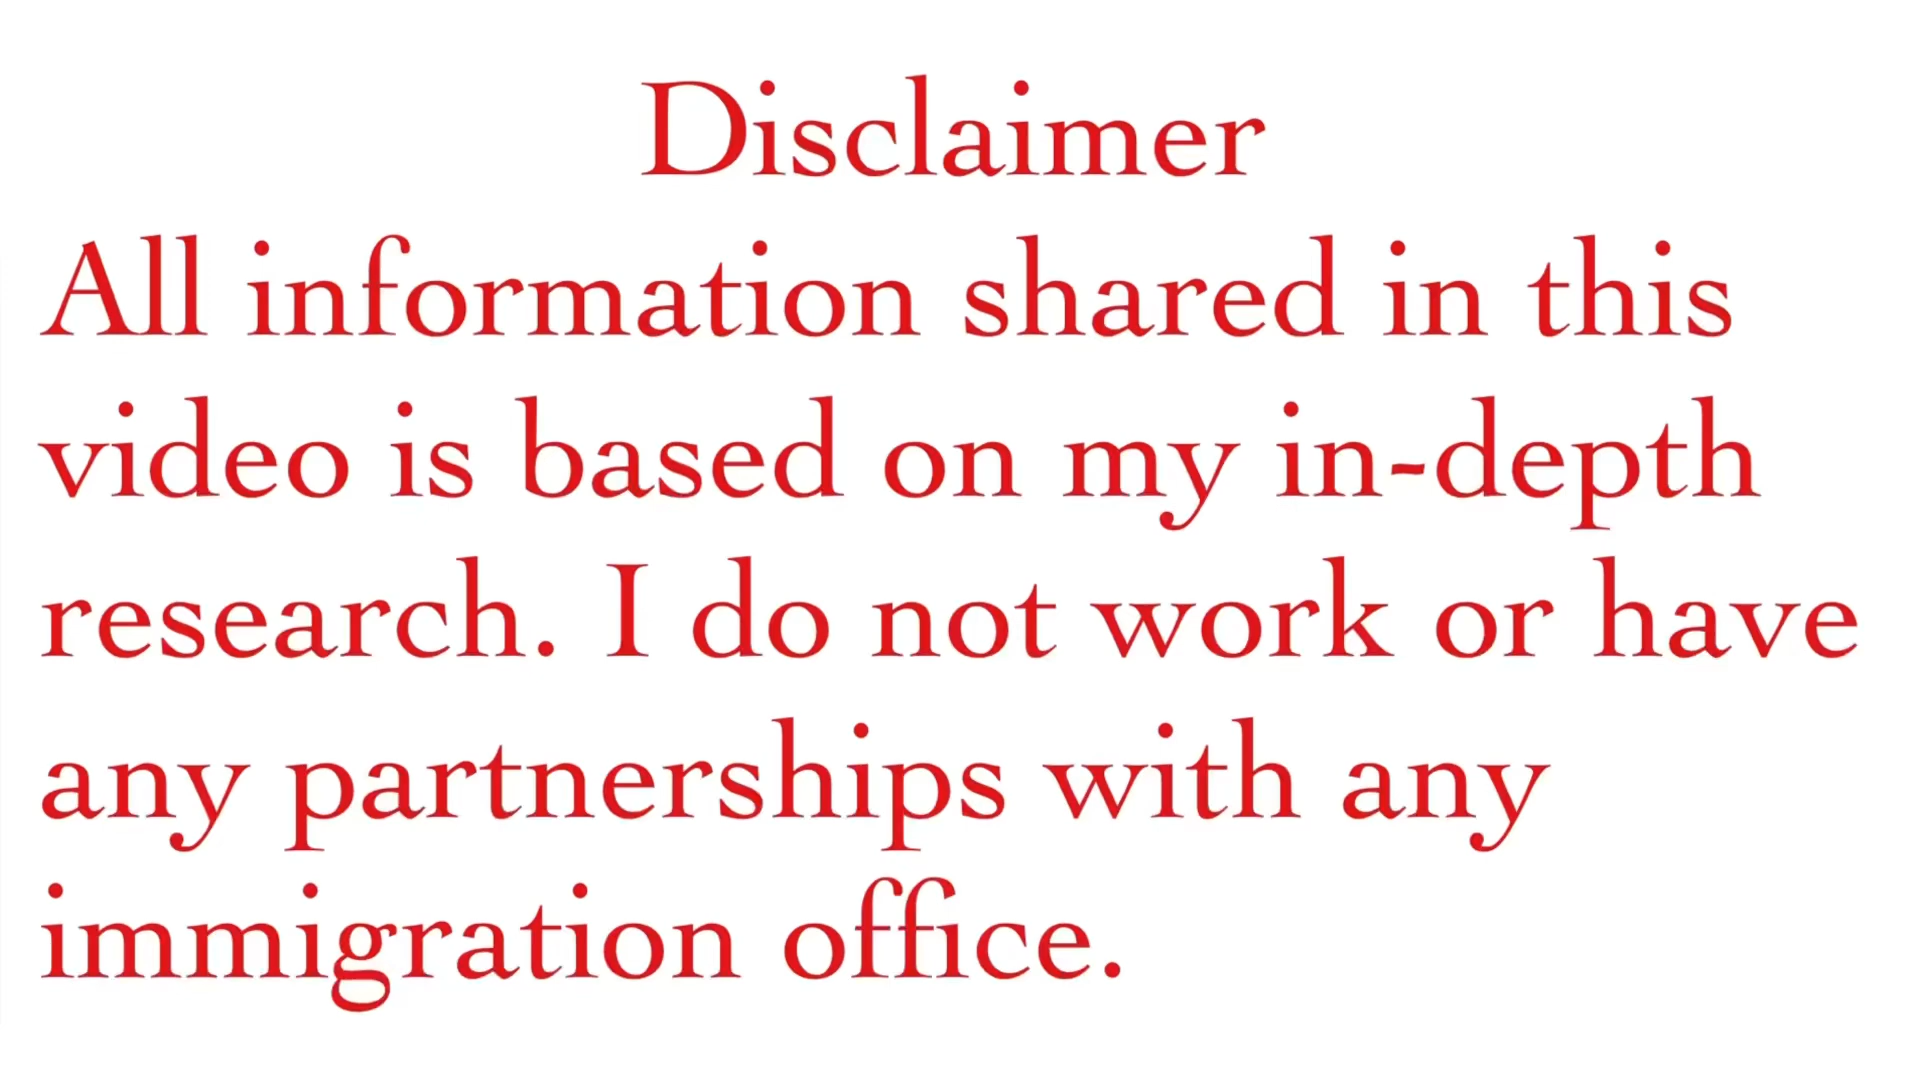 Disclaimer
All information shared in this
video is based on my in-depth
research. I do not work or have
any partnerships with any
immigration office.